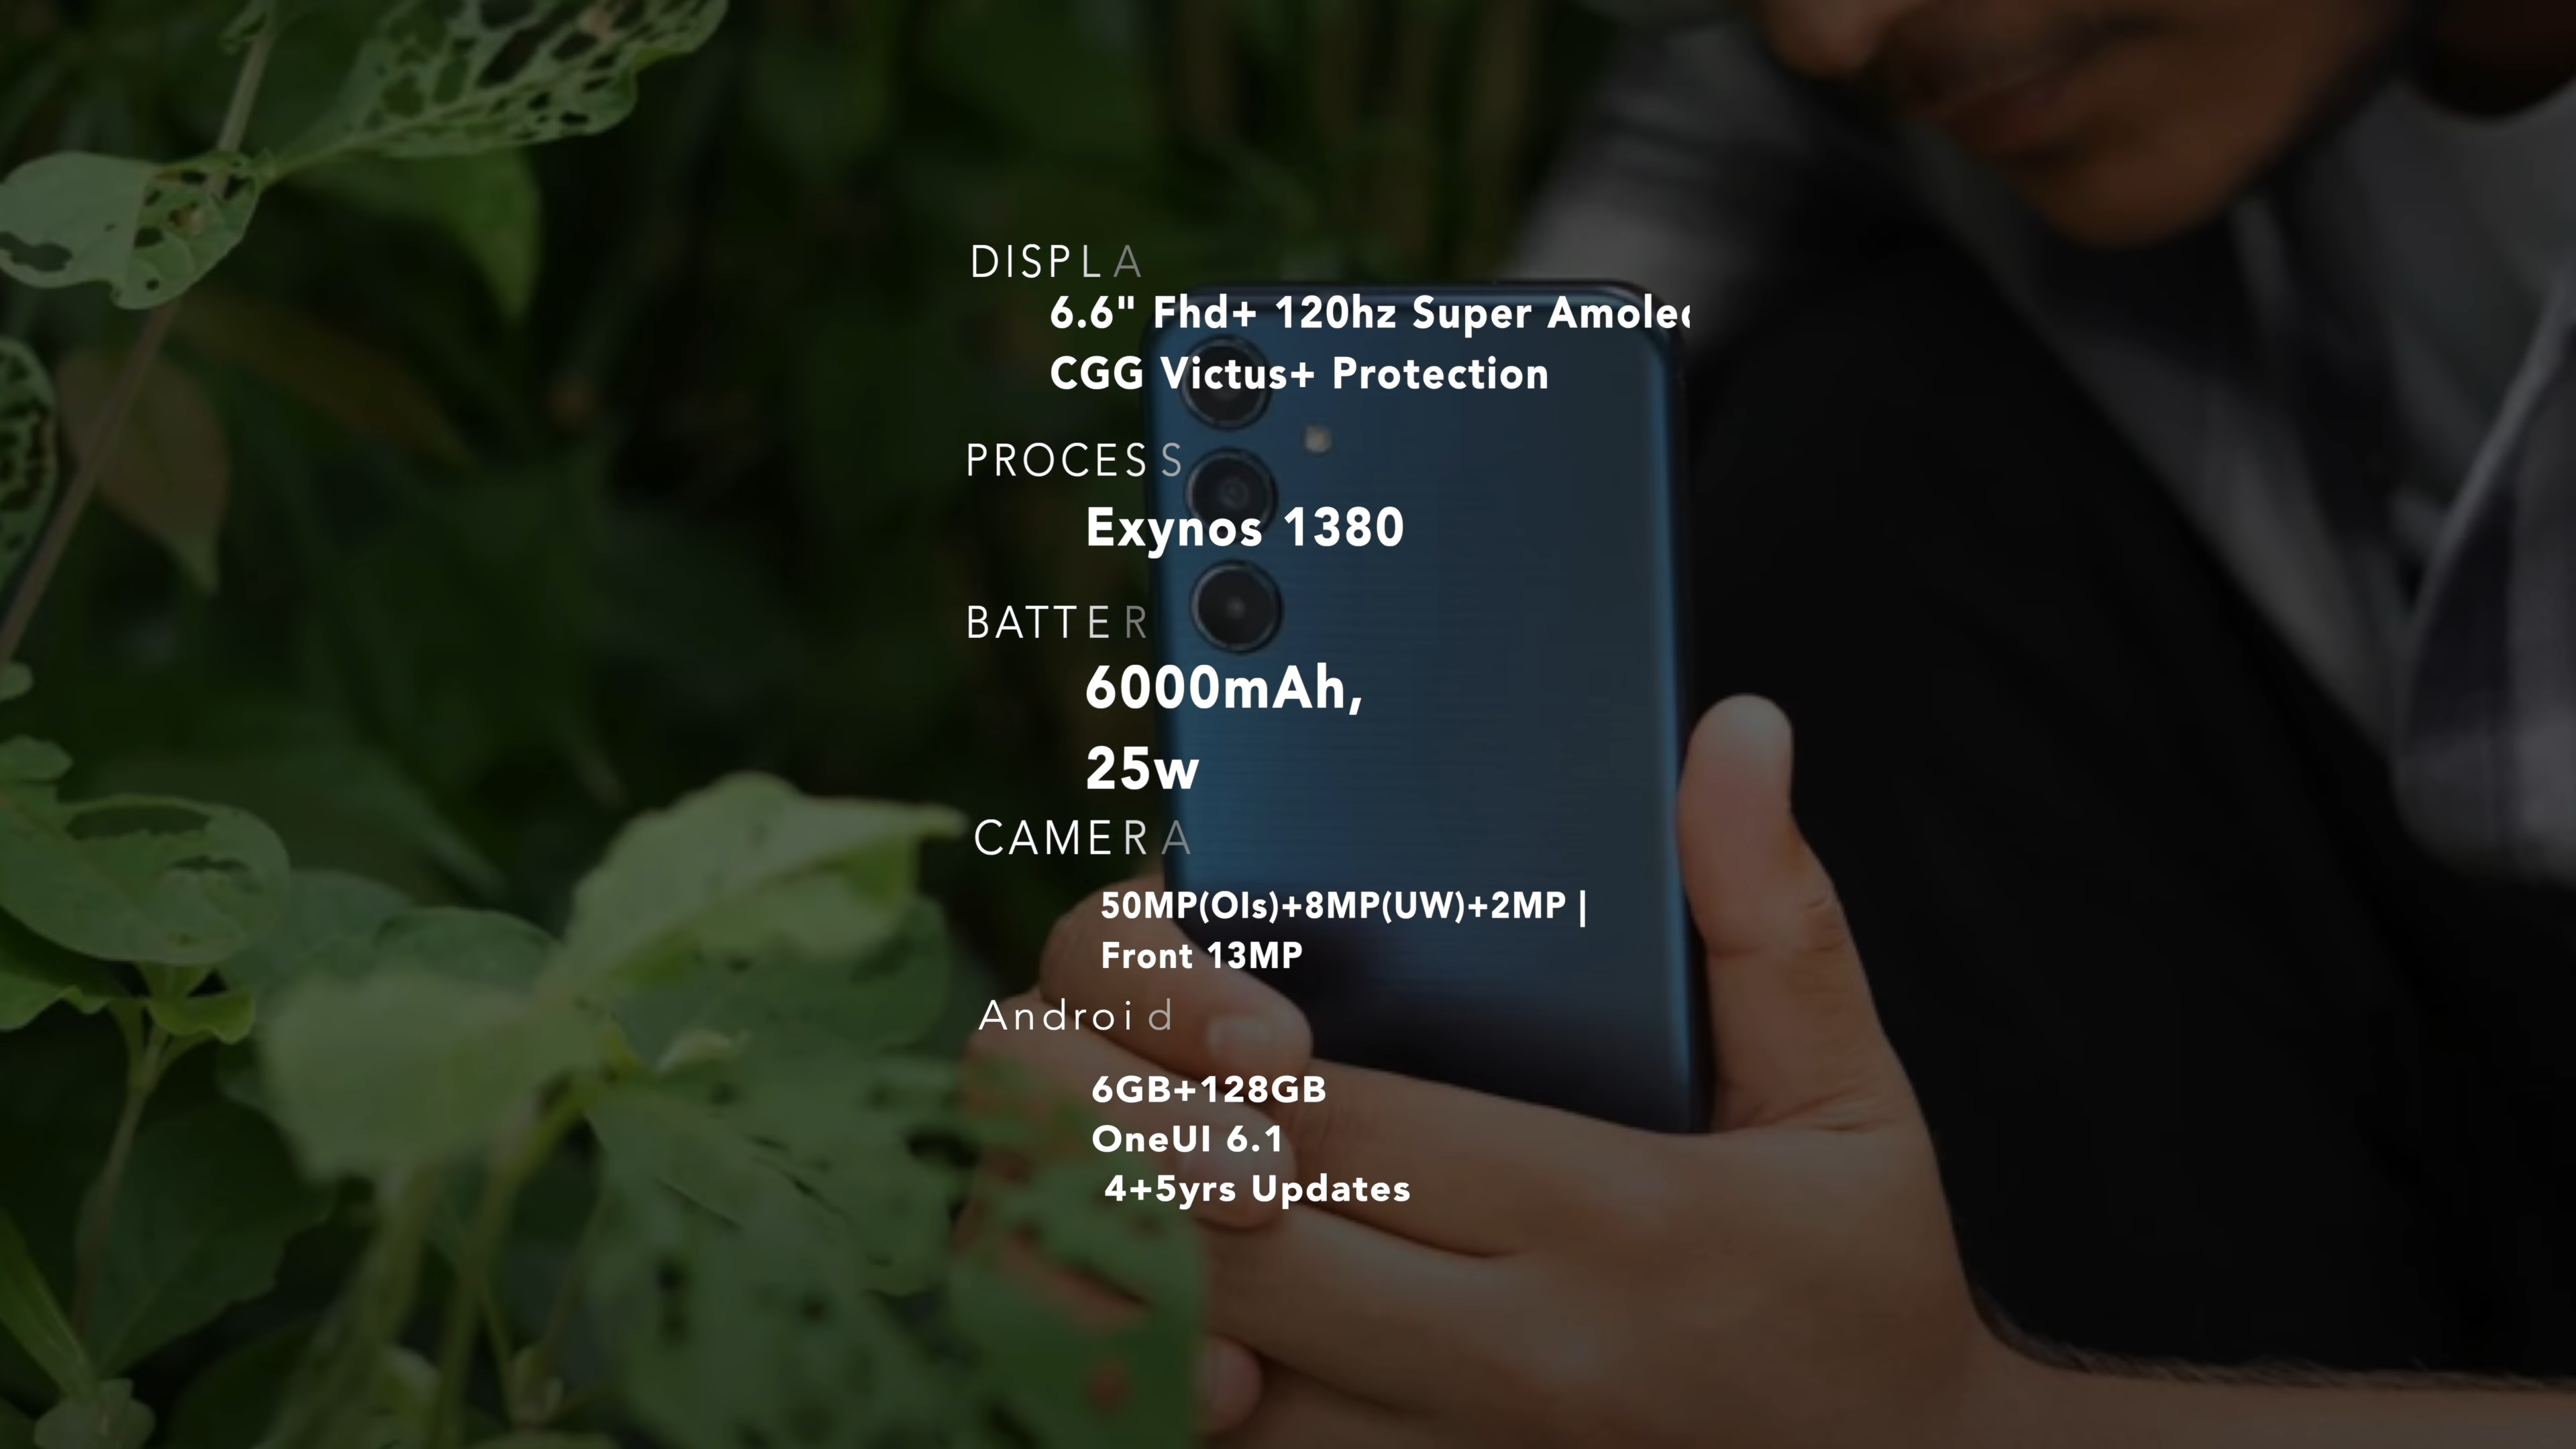 DISPLA
6.6" Fhd+ 120hz Super Amoled
CGG Victus+ Protection
PROCESS
Exynos 1380
BATTER
6000mAh,
25w
CAMERA
50MP(OIs)+8MP(UW)+2MP |
Front 13MP
Android
6GB+128GB
OneUI 6.1
4+5yrs Updates